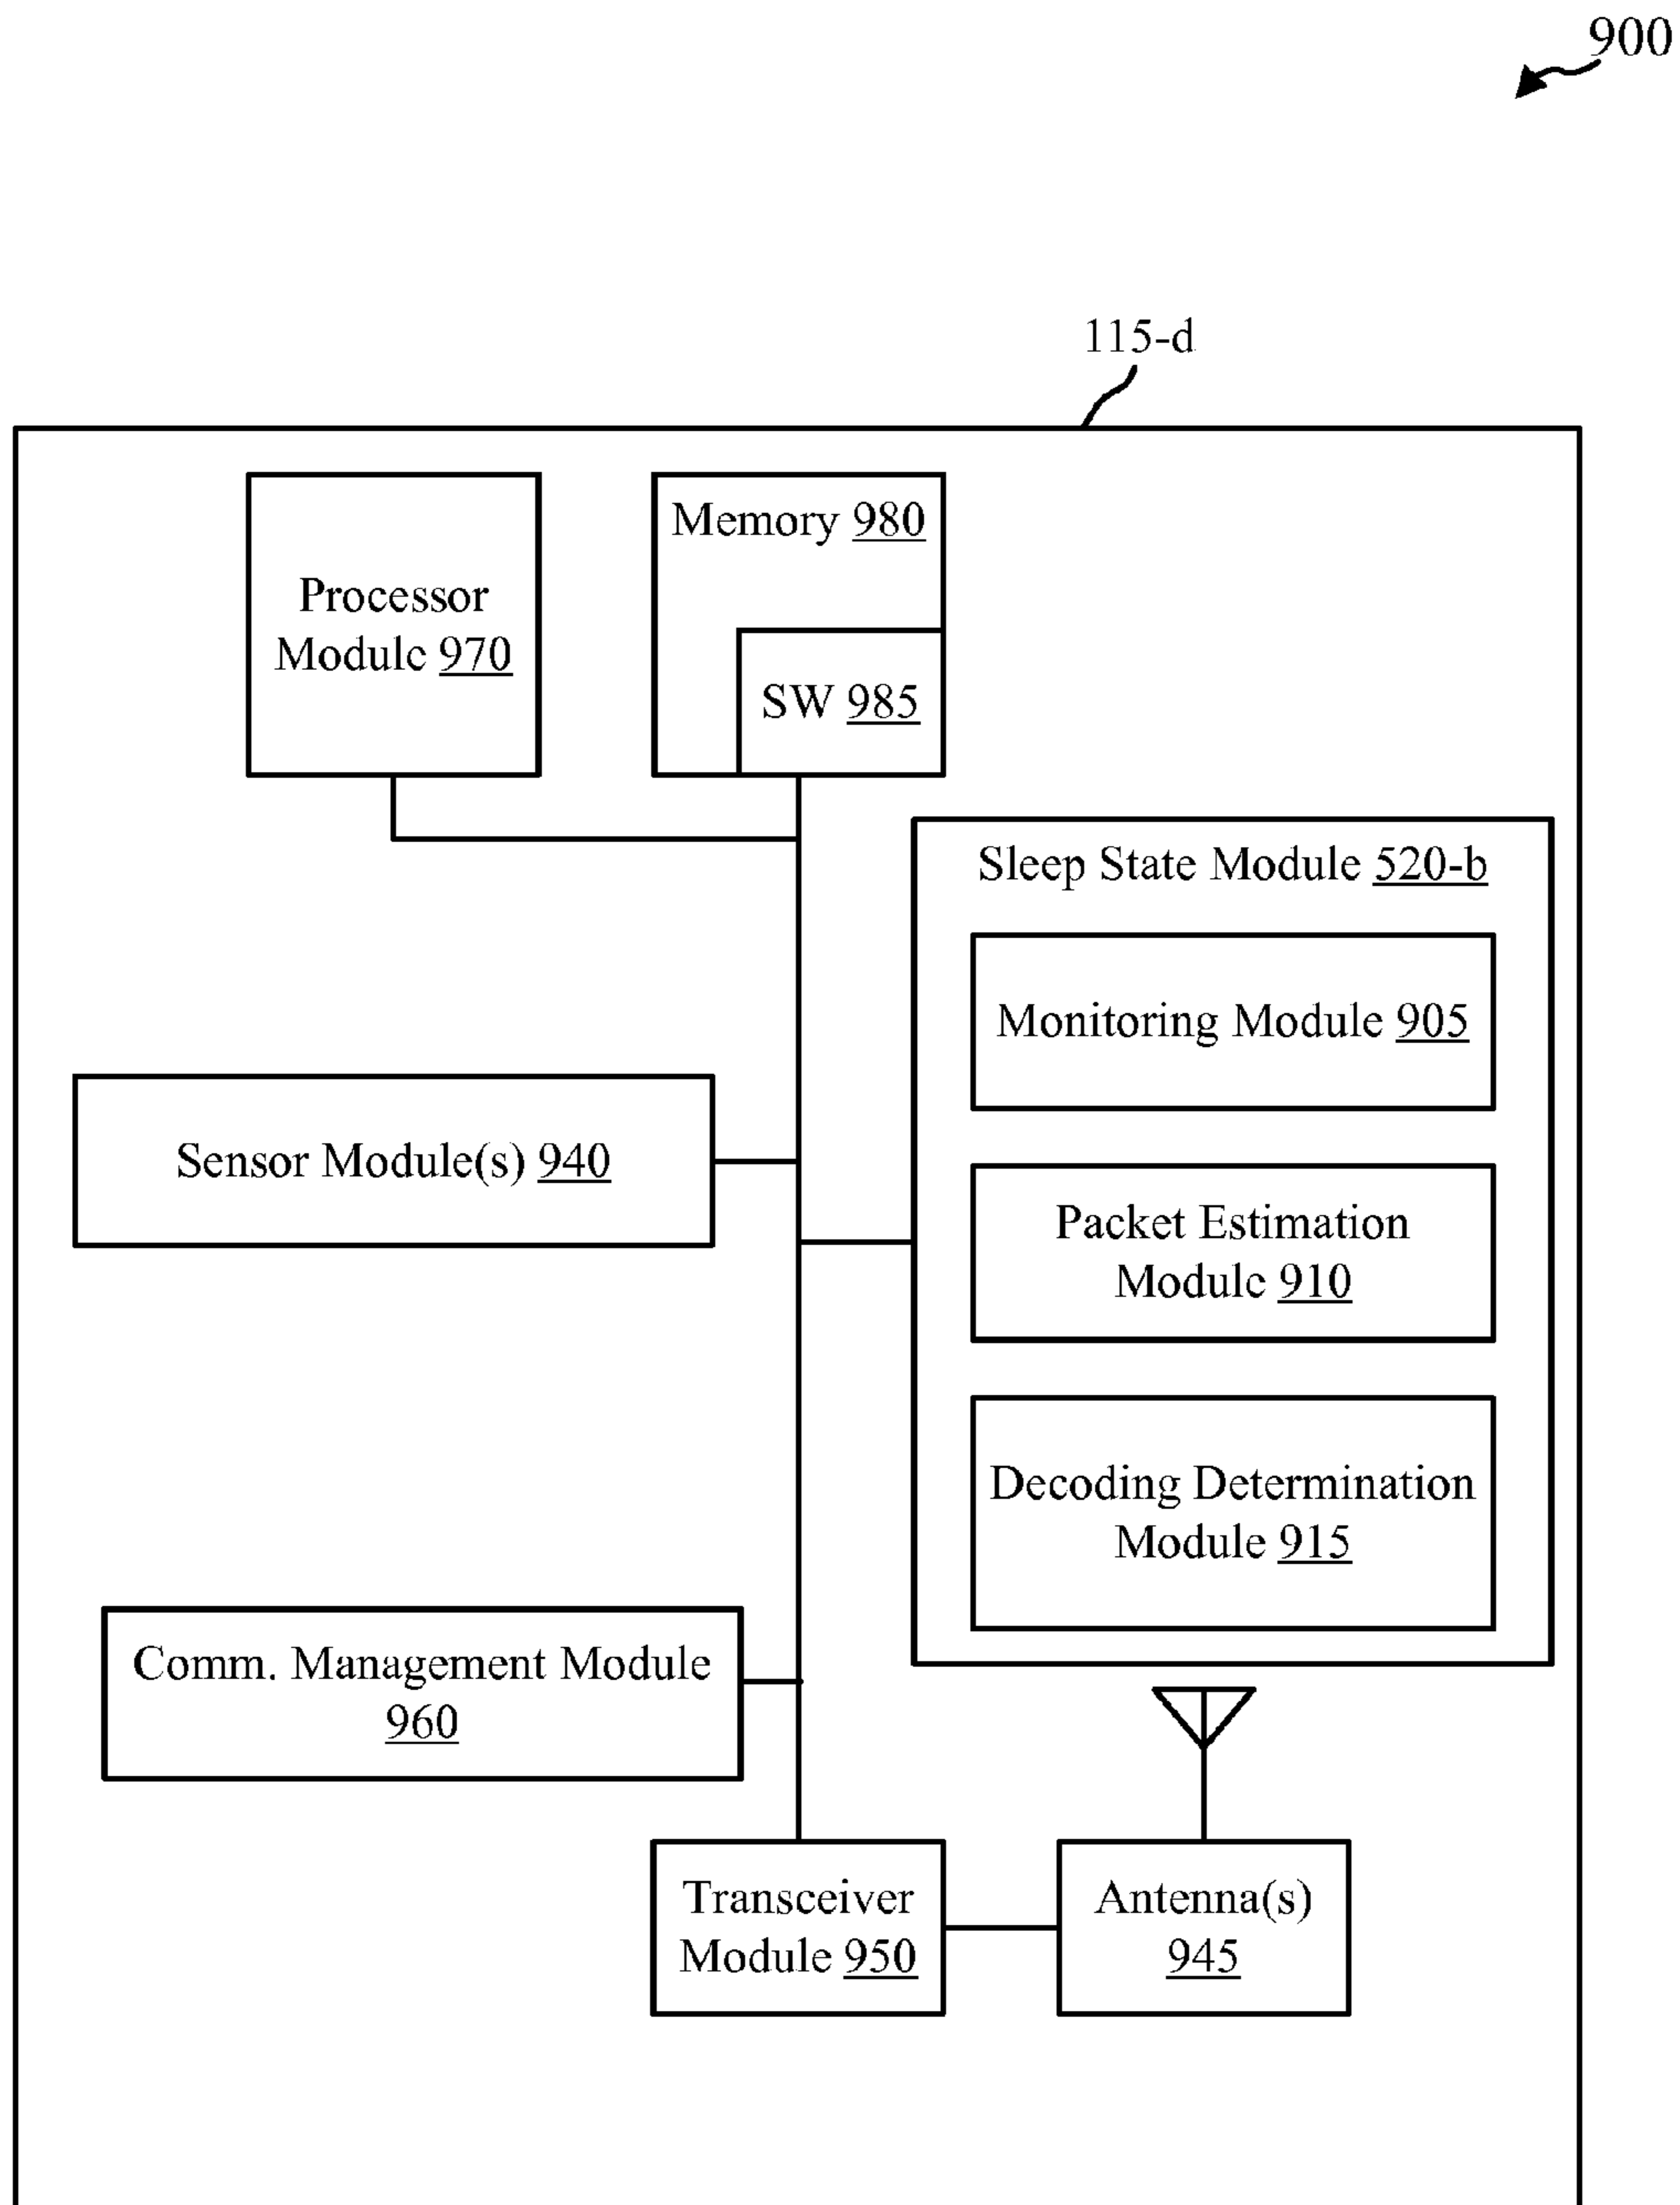 900
115-d
Processor
Module 970
Memory 980
SW 985
Sleep State Module 520-b
Monitoring Module 905
Sensor Module(s) 940
Packet Estimation
Module 910
Decoding Determination
Module 915
Comm. Management Module
960
Transceiver
Module 950
Antenna(s)
945